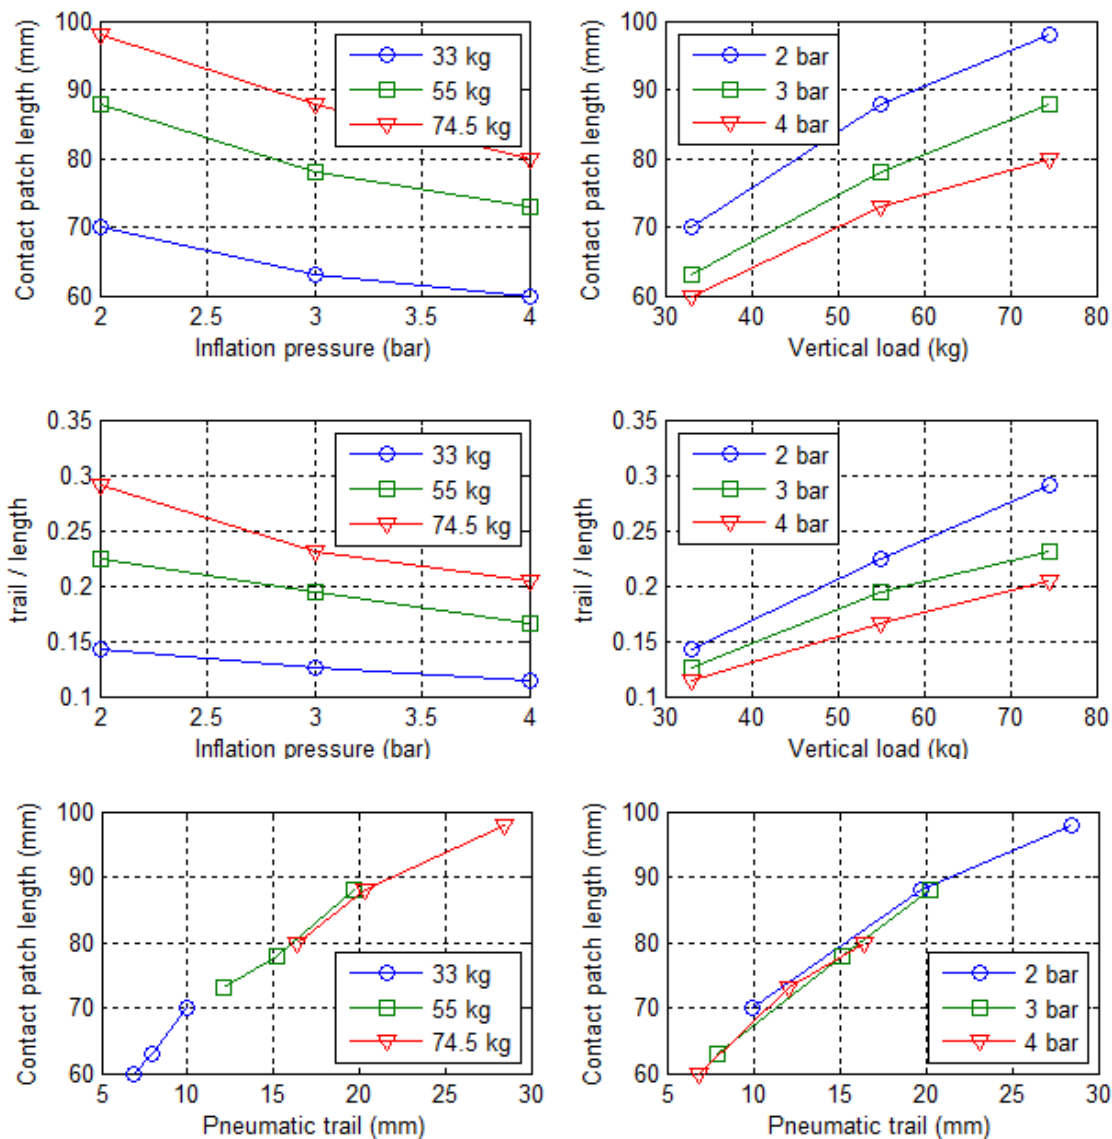 100
90
80
70
60
Contact patch length (mm)
2 2.5 3 3.5 4
Inflation pressure (bar)
33 kg
55 kg
74.5 kg
100
90
80
70
60
Contact patch length (mm)
30 40 50 60 70 80
Vertical load (kg)
2 bar
3 bar
4 bar
0.35
0.3
0.25
0.2
0.15
0.1
trail / length
2 2.5 3 3.5 4
Inflation pressure (bar)
33 kg
55 kg
74.5 kg
0.35
0.3
0.25
0.2
0.15
0.1
trail / length
30 40 50 60 70 80
Vertical load (kg)
2 bar
3 bar
4 bar
100
90
80
70
60
Contact patch length (mm)
5 10 15 20 25 30
Pneumatic trail (mm)
33 kg
55 kg
74.5 kg
100
90
80
70
60
Contact patch length (mm)
5 10 15 20 25 30
Pneumatic trail (mm)
2 bar
3 bar
4 bar